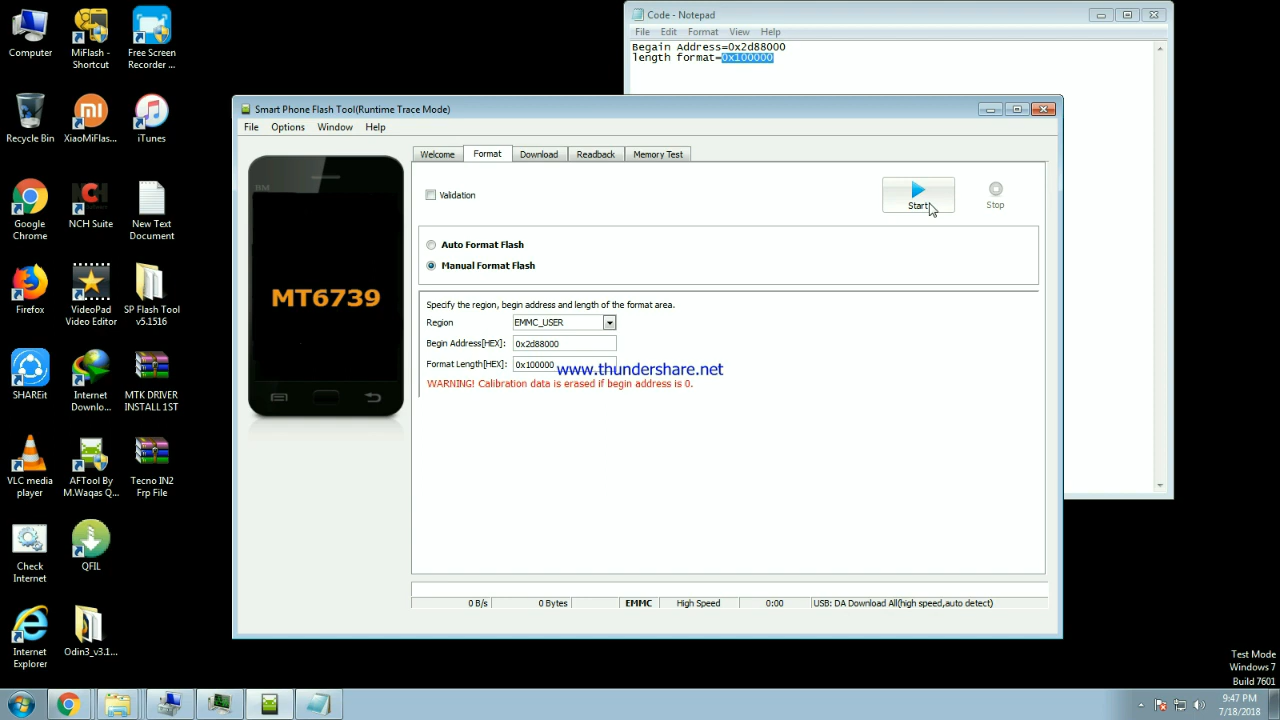 Computer
MiFlash -
Shortcut
Free Screen
Recorder ...
Recycle Bin
XiaoMiFlas...
iTunes
Google
Chrome
NCH Suite
New Text
Document
Firefox
VideoPad
Video Editor
SP Flash Tool
v5.1516
SHAREit
Internet
Downlo...
MTK DRIVER
INSTALL 1ST
VLC media
player
AFTool By
M.Waqas Q...
Tecno IN2
Frp File
Check
Internet
QFIL
Internet
Explorer
Odin3_v3.1...
Code - Notepad
File Edit Format View Help
Begain Address=0x2d88000
length format=0x100000
Smart Phone Flash Tool(Runtime Trace Mode)
File Options Window Help
BM
MT6739
Welcome Format Download Readback Memory Test
Validation
Start
Stop
Auto Format Flash
Manual Format Flash
Specify the region, begin address and length of the format area.
Region EMMC_USER
Begin Address[HEX]: 0x2d88000
Format Length[HEX]: 0x100000
www.thundershare.net
WARNING! Calibration data is erased if begin address is 0.
0 B/s 0 Bytes EMMC High Speed 0:00 USB: DA Download All(high speed,auto detect)
Test Mode
Windows 7
Build 7601
9:47 PM
7/18/2018